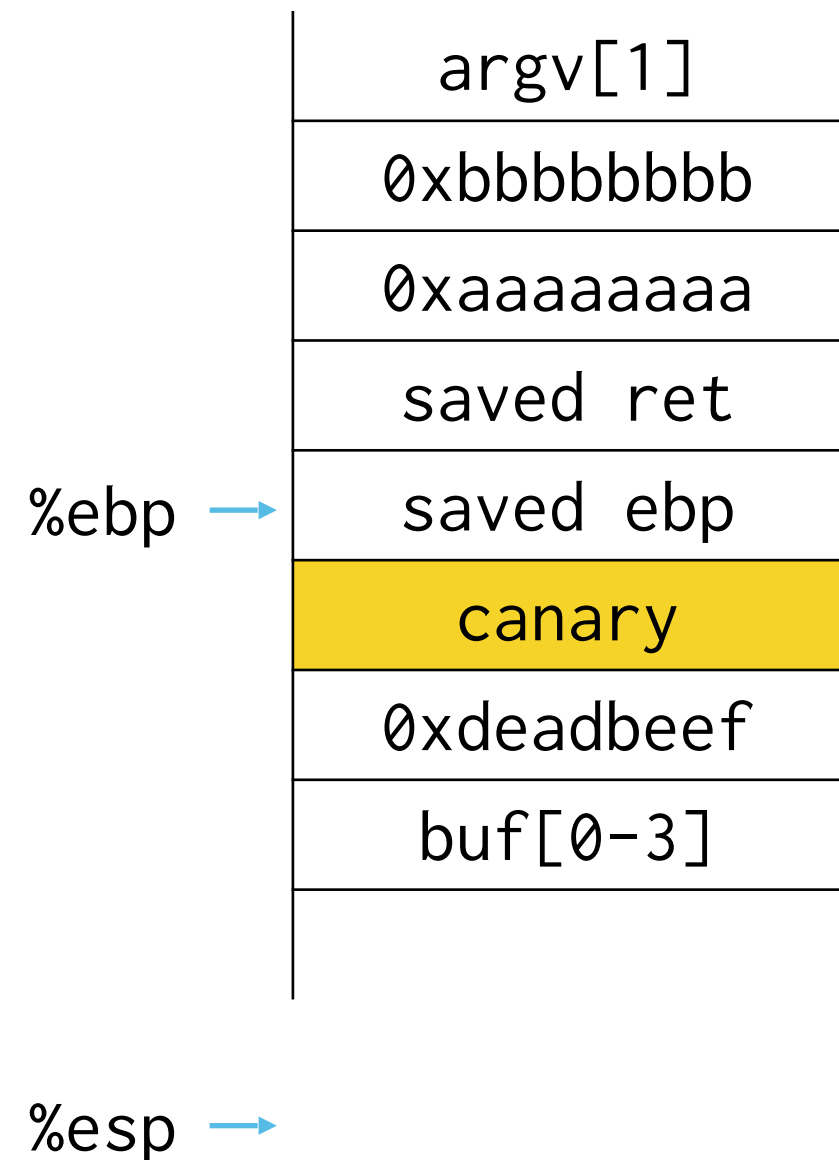 argv[1]
0xbbbbbbbb
0xaaaaaaaa
saved ret
%ebp
saved ebp
canary
0xdeadbeef
buf[0-3]
%esp